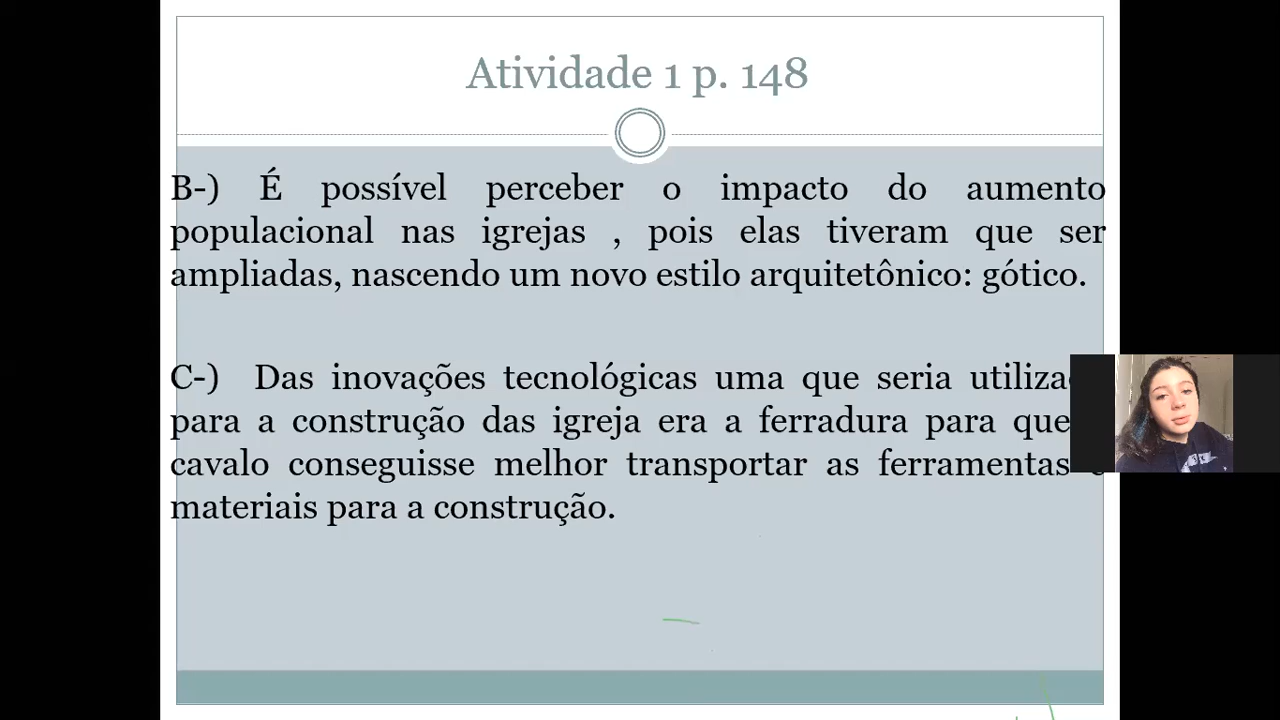 Atividade 1 p. 148
B-) É possível perceber o impacto do aumento
populacional nas igrejas , pois elas tiveram que ser
ampliadas, nascendo um novo estilo arquitetônico: gótico.
C-) Das inovações tecnológicas uma que seria
para a construção das igreja era a ferradura para que
cavalo conseguisse melhor transportar as ferramentas
materiais para a construção.